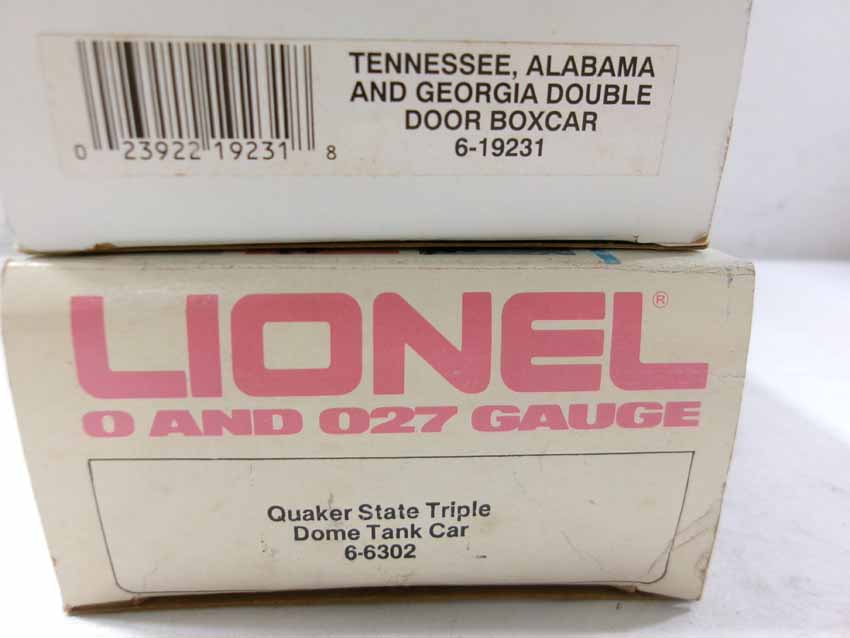 TENNESSEE, ALABAMA
AND GEORGIA DOUBLE
DOOR BOXCAR
6-19231
0 23922 19231 8
LIONEL®
O AND O27 GAUGE
Quaker State Triple
Dome Tank Car
6-6302